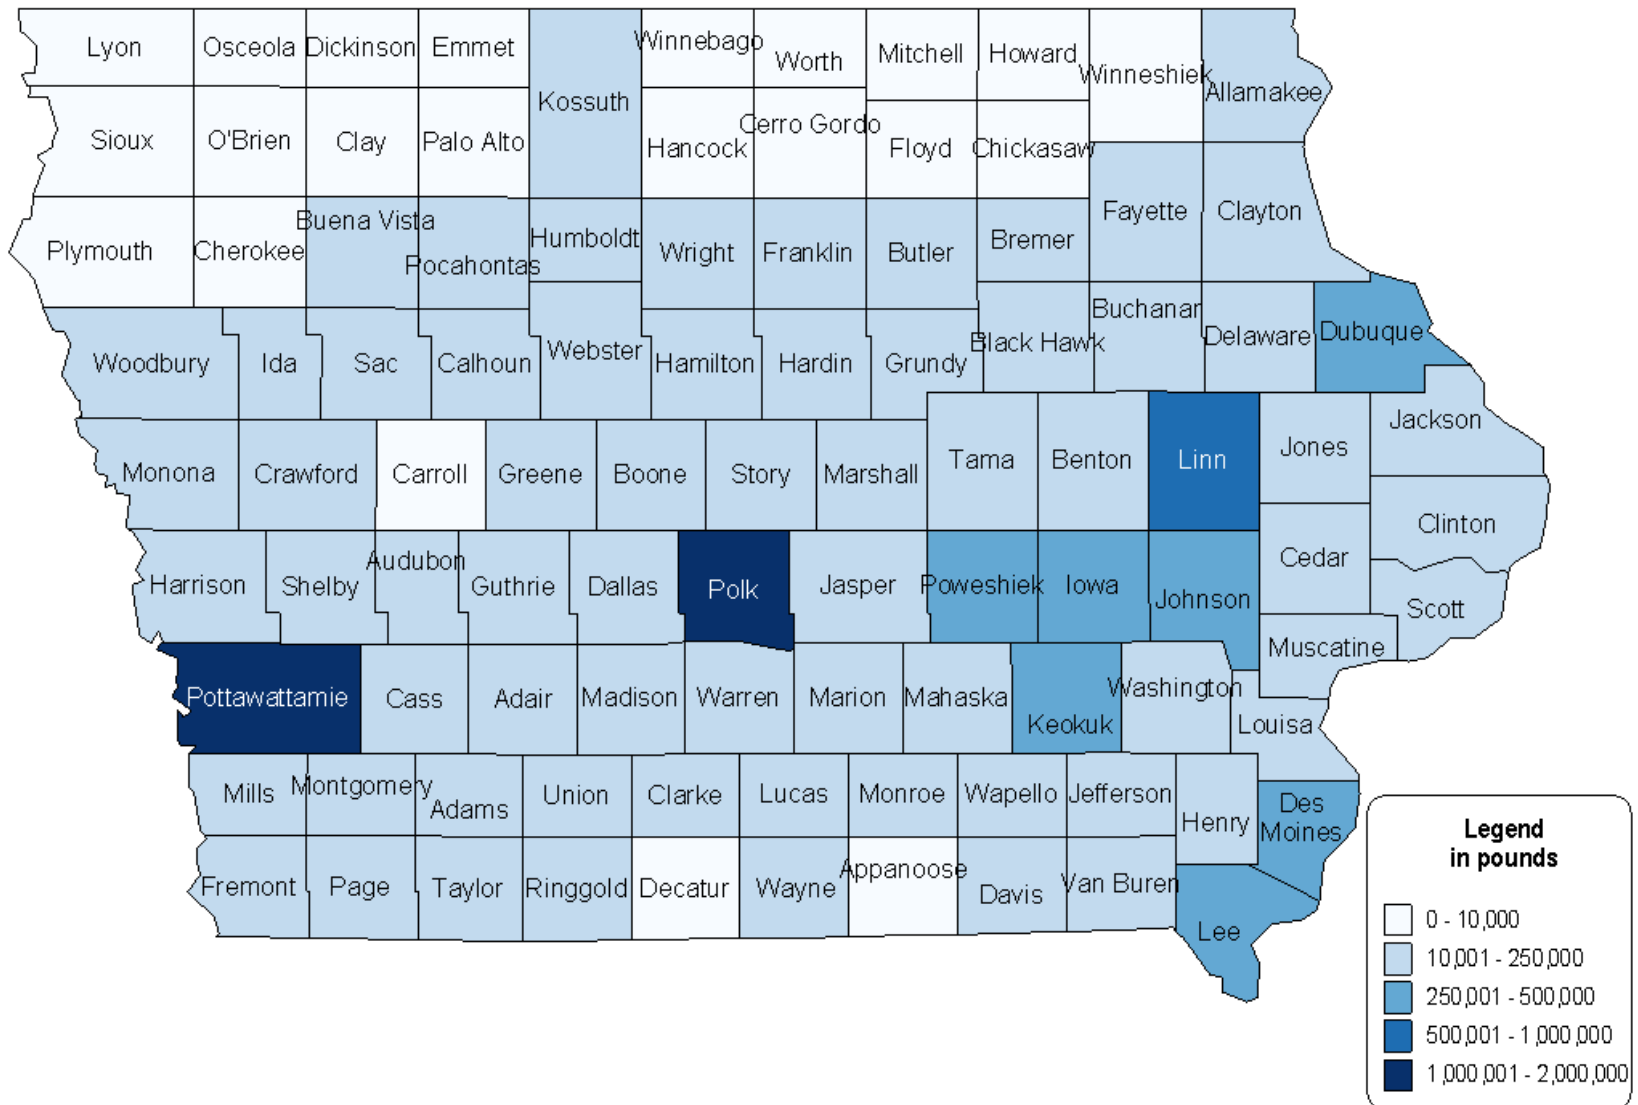 Lyon
Osceola
Dickinson
Emmet
Kossuth
Winnebago
Worth
Mitchell
Howard
Winneshiek
Allamakee
Sioux
O'Brien
Clay
Palo Alto
Hancock
Cerro Gordo
Floyd
Chickasaw
Fayette
Clayton
Plymouth
Cherokee
Buena Vista
Pocahontas
Humboldt
Wright
Franklin
Butler
Bremer
Woodbury
Ida
Sac
Calhoun
Webster
Hamilton
Hardin
Grundy
Black Hawk
Buchanan
Delaware
Dubuque
Monona
Crawford
Carroll
Greene
Boone
Story
Marshall
Tama
Benton
Linn
Jones
Jackson
Harrison
Shelby
Audubon
Guthrie
Dallas
Polk
Jasper
Poweshiek
Iowa
Johnson
Cedar
Clinton
Scott
Muscatine
Pottawattamie
Cass
Adair
Madison
Warren
Marion
Mahaska
Keokuk
Washington
Louisa
Mills
Montgomery
Adams
Union
Clarke
Lucas
Monroe
Wapello
Jefferson
Henry
Des
Moines
Fremont
Page
Taylor
Ringgold
Decatur
Wayne
Appanoose
Davis
Van Buren
Lee
Legend
in pounds
0 - 10,000
10,001 - 250,000
250,001 - 500,000
500,001 - 1,000,000
1,000,001 - 2,000,000